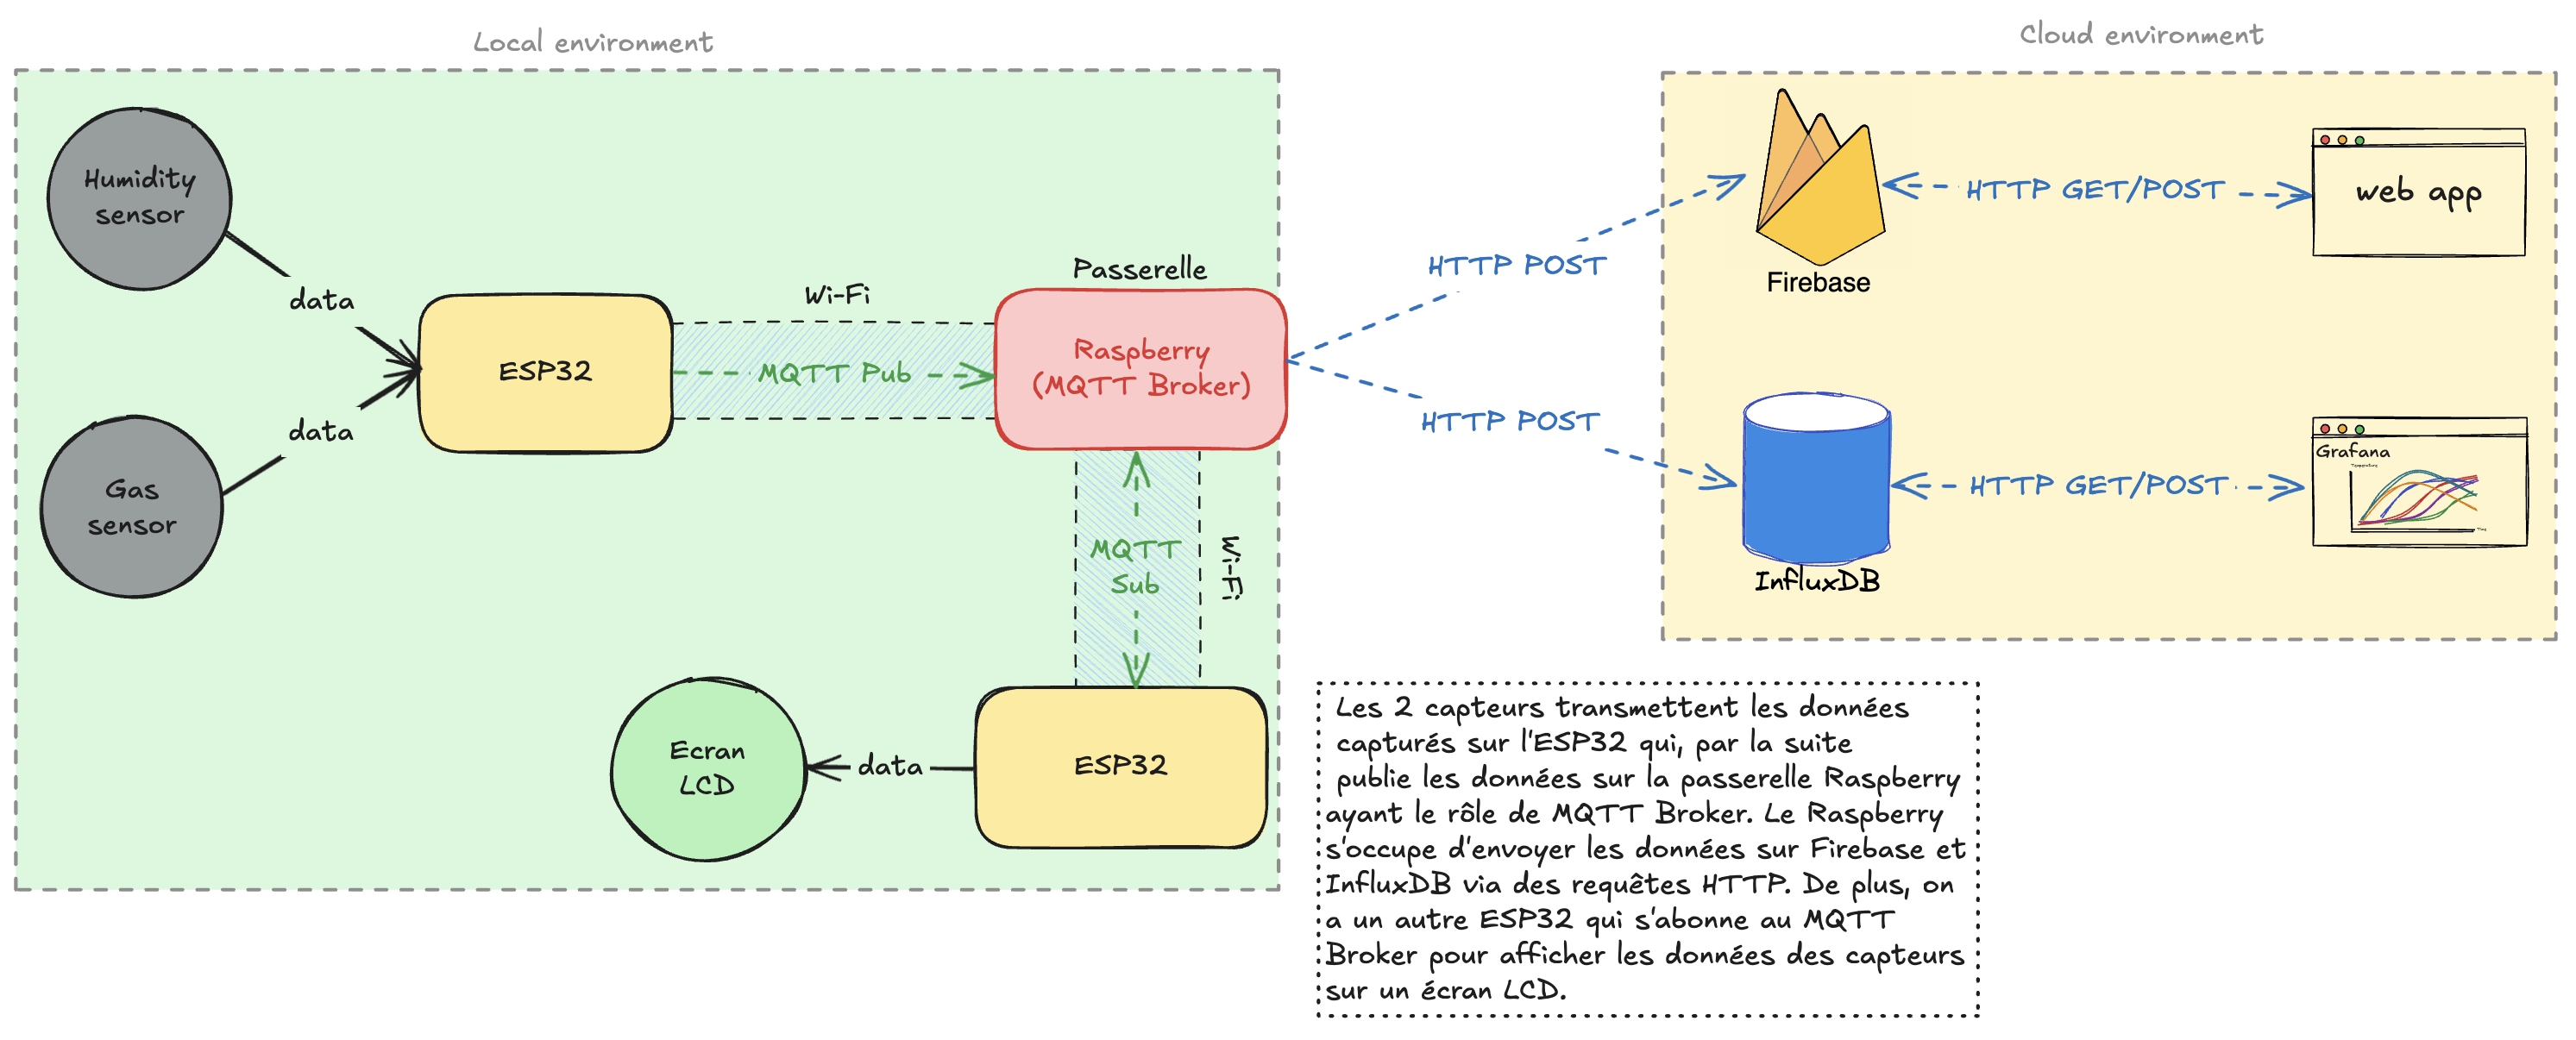 Local environment
Cloud environment
Humidity
sensor
data
Gas
sensor
data
ESP32
Wi-Fi
MQTT Pub
Passerelle
Raspberry
(MQTT Broker)
MQTT
Sub
Wi-Fi
ESP32
data
Ecran
LCD
HTTP POST
HTTP POST
Firebase
HTTP GET/POST
web app
InfluxDB
HTTP GET/POST
Grafana
Temperature
Time
Les 2 capteurs transmettent les données
capturés sur l'ESP32 qui, par la suite
publie les données sur la passerelle Raspberry
ayant le rôle de MQTT Broker. Le Raspberry
s'occupe d'envoyer les données sur Firebase et
InfluxDB via des requêtes HTTP. De plus, on
a un autre ESP32 qui s'abonne au MQTT
Broker pour afficher les données des capteurs
sur un écran LCD.